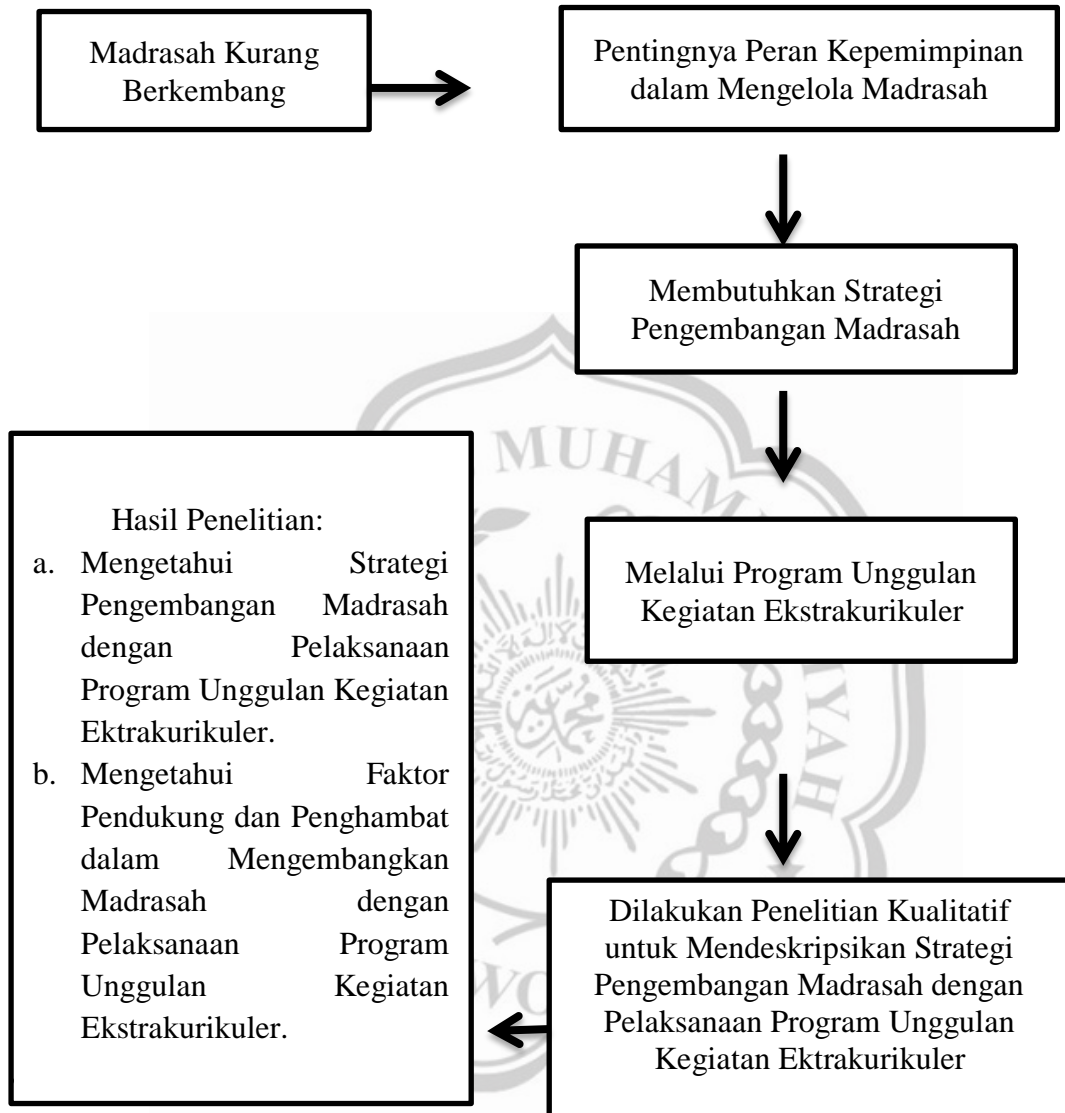 Madrasah Kurang
Berkembang
Pentingnya Peran Kepemimpinan
dalam Mengelola Madrasah
Membutuhkan Strategi
Pengembangan Madrasah
Melalui Program Unggulan
Kegiatan Ekstrakurikuler
Dilakukan Penelitian Kualitatif
untuk Mendeskripsikan Strategi
Pengembangan Madrasah dengan
Pelaksanaan Program Unggulan
Kegiatan Ektrakurikuler
Hasil Penelitian:
a. Mengetahui Strategi
Pengembangan Madrasah
dengan Pelaksanaan
Program Unggulan Kegiatan
Ektrakurikuler.
b. Mengetahui Faktor
Pendukung dan Penghambat
dalam Mengembangkan
Madrasah dengan
Pelaksanaan Program
Unggulan Kegiatan
Ekstrakurikuler.